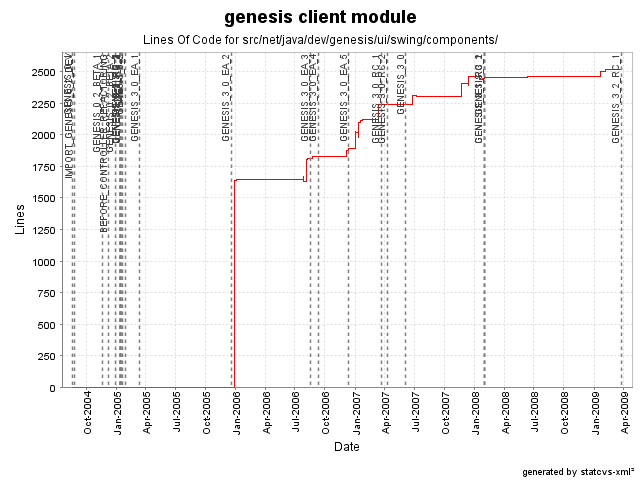 genesis client module
Lines Of Code for src/net/java/dev/genesis/ui/swing/components/
2500
2250
2000
1750
1500
1250
1000
750
500
250
0
Lines
GENESIS_3_0_EA_1
GENESIS_3_0_EA_2
GENESIS_3_0_EA_3
GENESIS_3_0_EA_4
GENESIS_3_0_EA_5
GENESIS_3_0_RC_1
GENESIS_3_0_RC_2
GENESIS_3_0
GENESIS_3_2_RC_1
Oct-2004
Jan-2005
Apr-2005
Jul-2005
Oct-2005
Jan-2006
Apr-2006
Jul-2006
Oct-2006
Jan-2007
Apr-2007
Jul-2007
Oct-2007
Jan-2008
Apr-2008
Jul-2008
Oct-2008
Jan-2009
Apr-2009
Date
generated by statcvs-xml²